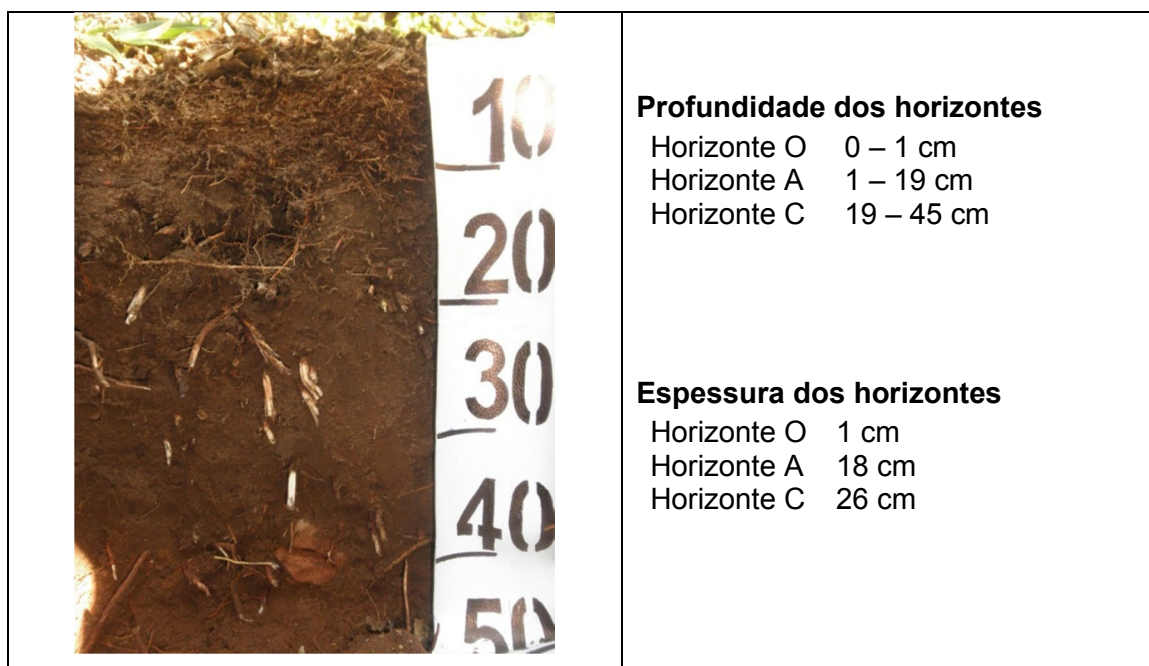 10
20
30
40
50
Profundidade dos horizontes
Horizonte O 0 – 1 cm
Horizonte A 1 – 19 cm
Horizonte C 19 – 45 cm
Espessura dos horizontes
Horizonte O 1 cm
Horizonte A 18 cm
Horizonte C 26 cm